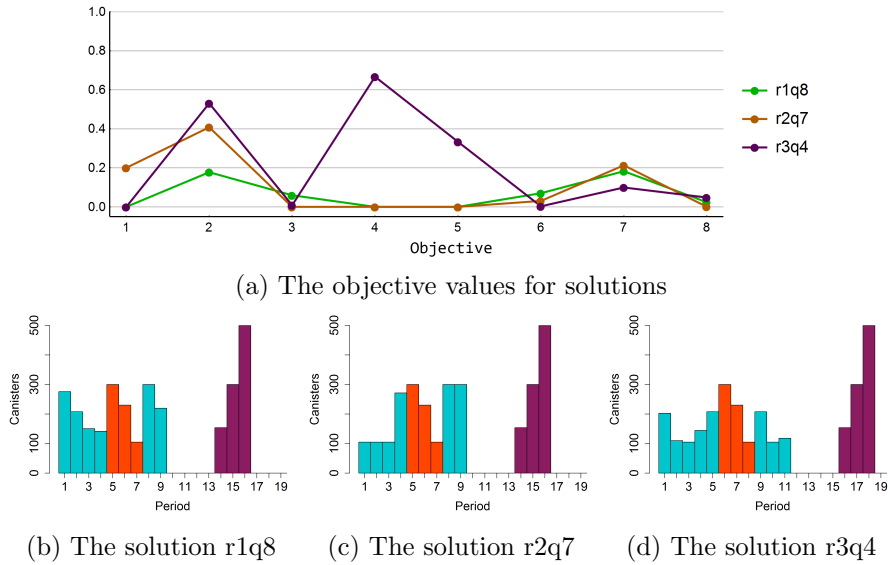 1.0
0.8
0.6
0.4
0.2
0.0
1 2 3 4 5 6 7 8
Objective
r1q8
r2q7
r3q4
(a) The objective values for solutions
500
300
100
0
Canisters
1 3 5 7 9 11 13 15 17 19
Period
(b) The solution r1q8
500
300
100
0
Canisters
1 3 5 7 9 11 13 15 17 19
Period
(c) The solution r2q7
500
300
100
0
Canisters
1 3 5 7 9 11 13 15 17 19
Period
(d) The solution r3q4